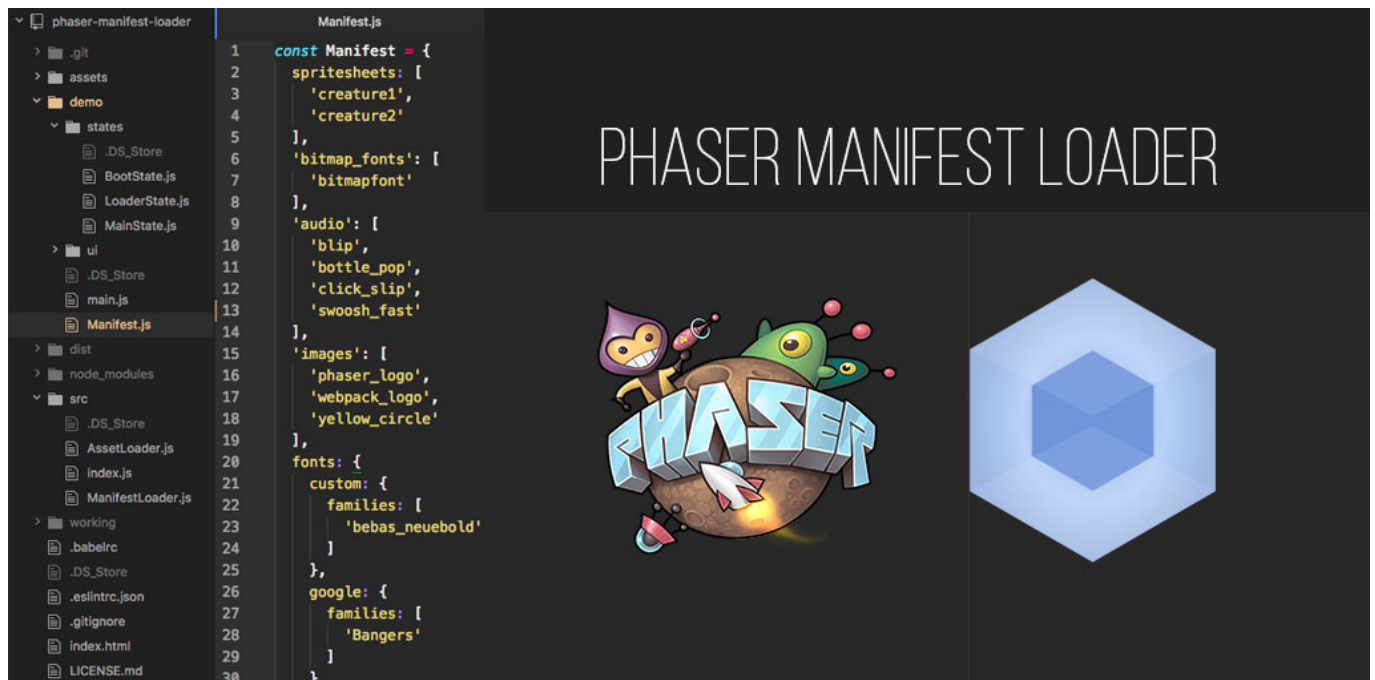 phaser-manifest-loader
.git
assets
demo
states
.DS_Store
BootState.js
LoaderState.js
MainState.js
ui
.DS_Store
main.js
Manifest.js
dist
node_modules
src
.DS_Store
AssetLoader.js
index.js
ManifestLoader.js
working
.babelrc
.DS_Store
.eslintrc.json
.gitignore
index.html
LICENSE.md
Manifest.js
1 const Manifest = {
2 spritesheets: [
3 'creature1',
4 'creature2'
5 ],
6 'bitmap_fonts': [
7 'bitmapfont'
8 ],
9 'audio': [
10 'blip',
11 'bottle_pop',
12 'click_slip',
13 'swoosh_fast'
14 ],
15 'images': [
16 'phaser_logo',
17 'webpack_logo',
18 'yellow_circle'
19 ],
20 fonts: {
21 custom: {
22 families: [
23 'bebas_neuebold'
24 ]
25 },
26 google: {
27 families: [
28 'Bangers'
29 ]
30 }
PHASER MANIFEST LOADER
PHASER